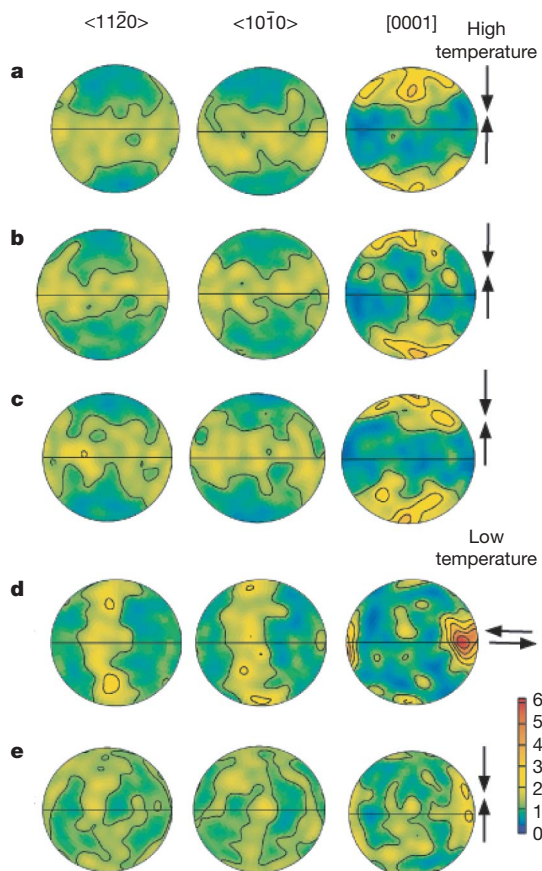 <112̄0> <101̄0> [0001] High
temperature
a
b
c
Low
temperature
d
6
5
4
3
2
1
0
e